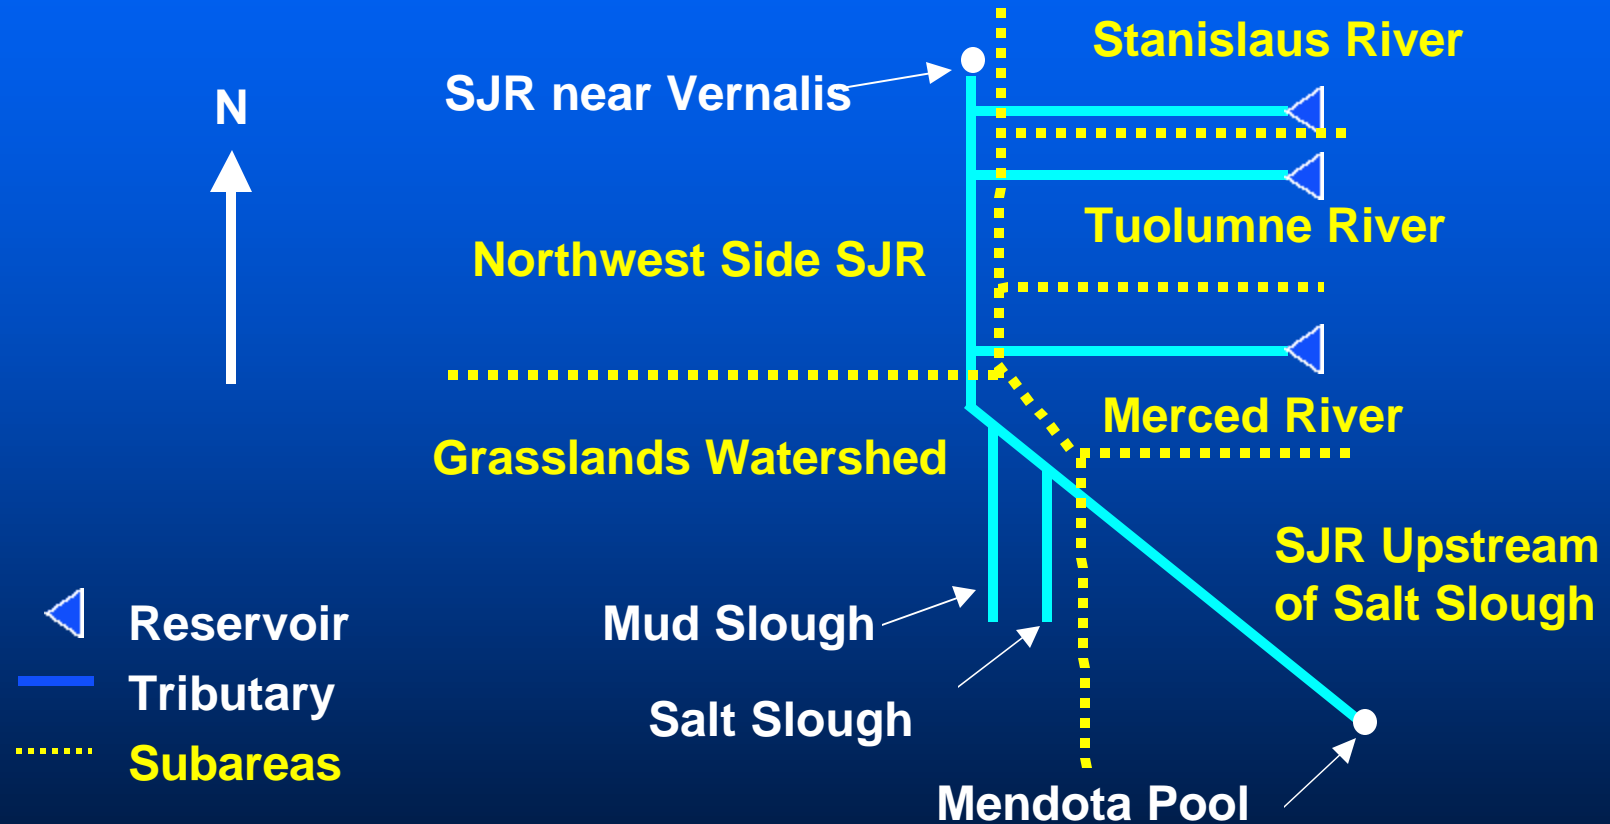 Stanislaus River
SJR near Vernalis
N
Tuolumne River
Northwest Side SJR
Merced River
Grasslands Watershed
SJR Upstream
of Salt Slough
Mud Slough
Salt Slough
Mendota Pool
Reservoir
Tributary
Subareas